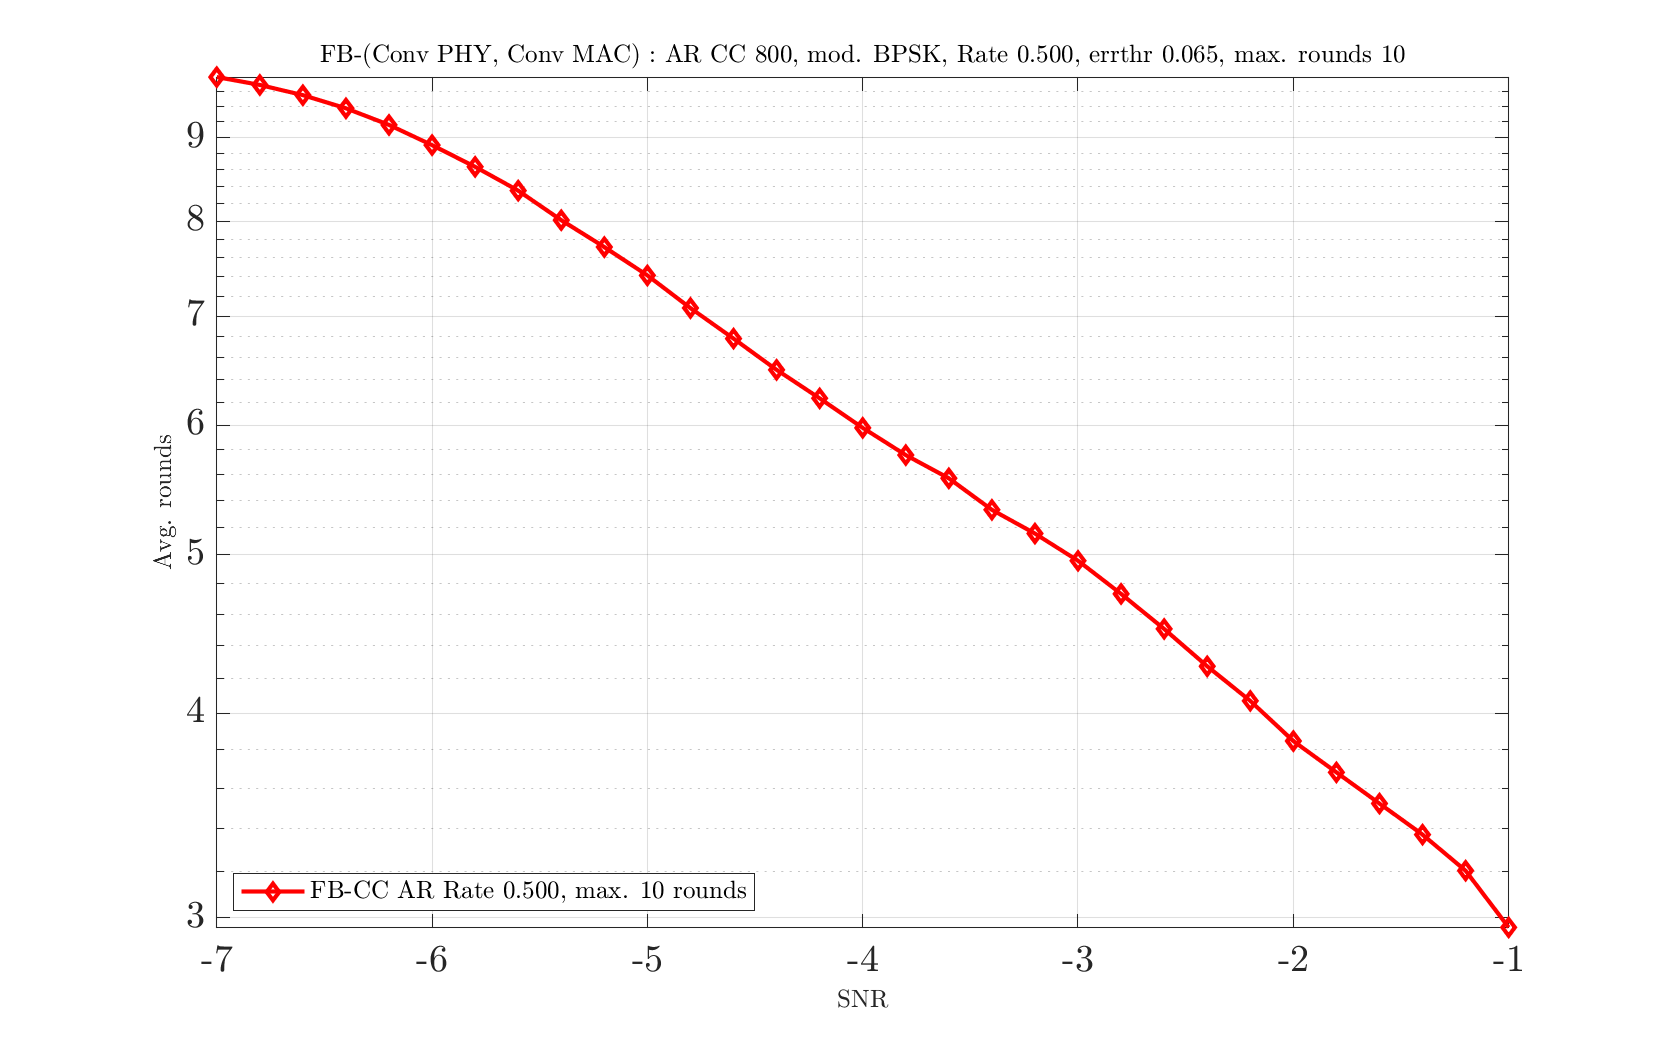 FB-(Conv PHY, Conv MAC) : AR CC 800, mod. BPSK, Rate 0.500, errthr 0.065, max. rounds 10
9
8
7
6
5
4
3
Avg. rounds
FB-CC AR Rate 0.500, max. 10 rounds
-7 -6 -5 -4 -3 -2 -1
SNR